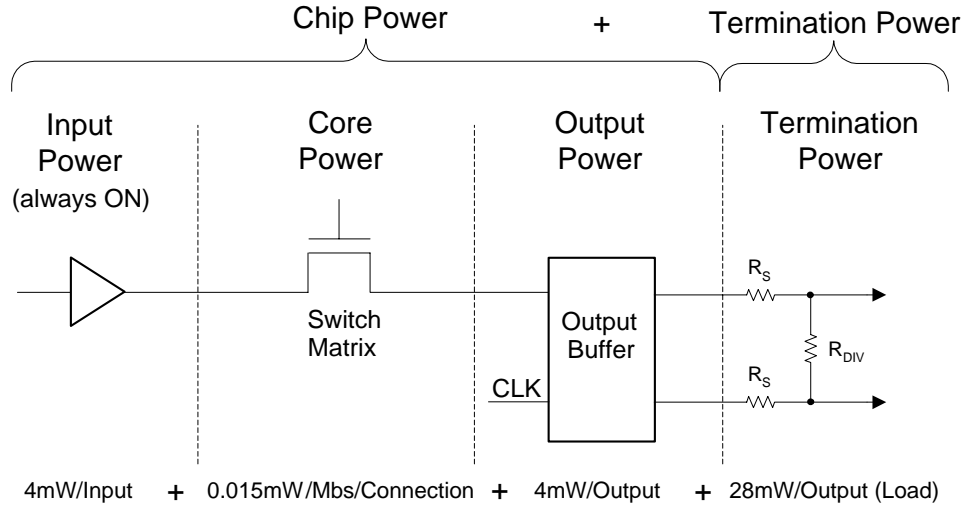 Chip Power + Termination Power
Input
Power
(always ON)
Core
Power
Output
Power
Termination
Power
Switch
Matrix
Output
Buffer
CLK
RS
RS
RDIV
4mW/Input + 0.015mW/Mbs/Connection + 4mW/Output + 28mW/Output (Load)